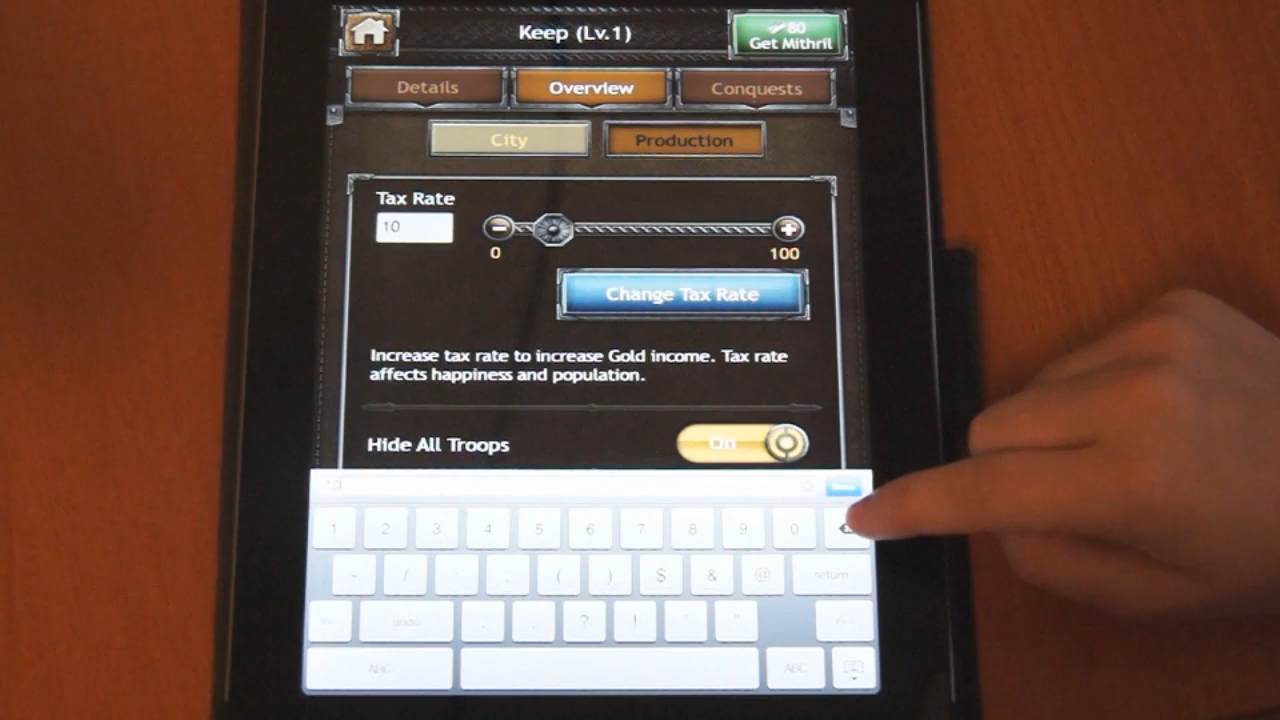 Keep (Lv.1)
80
Get Mithril
Details
Overview
Conquests
City
Production
Tax Rate
10
0
100
Change Tax Rate
Increase tax rate to increase Gold income. Tax rate
affects happiness and population.
Hide All Troops
On
10
1 2 3 4 5 6 7 8 9 0
- / : ; ( ) $ & @ return
undo . , ? ! ' "
ABC ABC